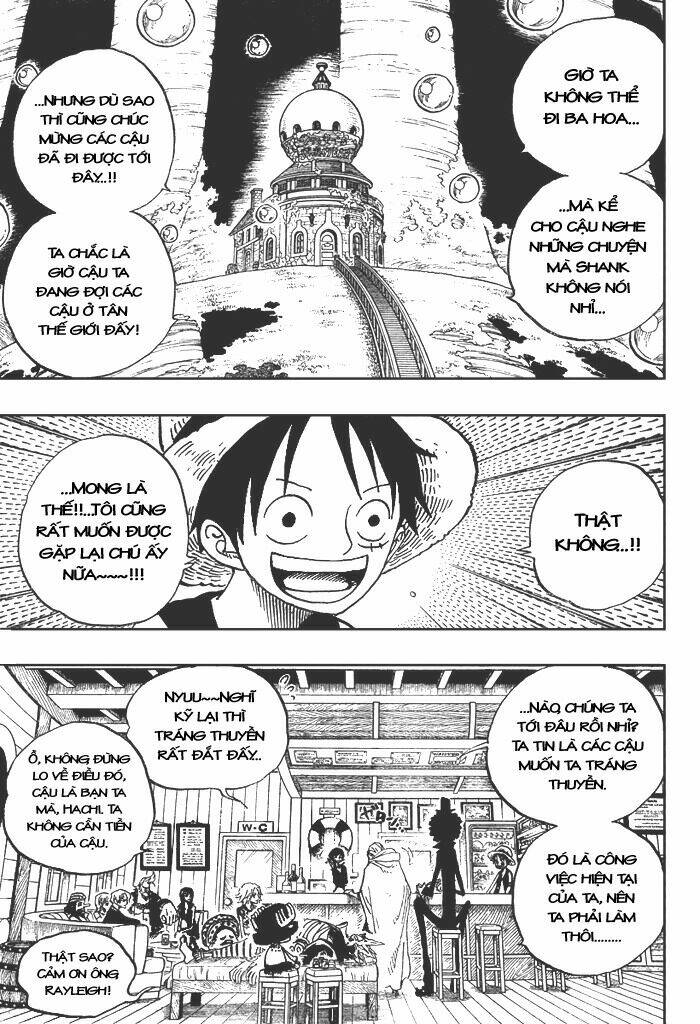 GIỜ TA
KHÔNG THỂ
ĐI BA HOA...
...MÀ KỂ
CHO CẬU NGHE
NHỮNG CHUYỆN
MÀ SHANK
KHÔNG NÓI
NHỈ...
...NHƯNG DÙ SAO
THÌ CŨNG CHÚC
MỪNG CÁC CẬU
ĐÃ ĐI ĐƯỢC TỚI
ĐÂY..!!
TA CHẮC LÀ
GIỜ CẬU TA
ĐANG ĐỢI CÁC
CẬU Ở TÂN
THẾ GIỚI ĐẤY!
THẬT
KHÔNG..!!
...MONG LÀ
THẾ!!..TÔI CŨNG
RẤT MUỐN ĐƯỢC
GẶP LẠI CHÚ ẤY
NỮA~~~!!!
...NÀO, CHÚNG TA
TỚI ĐÂU RỒI NHỈ?
TA TIN LÀ CÁC CẬU
MUỐN TA TRÁNG
THUYỀN.
ĐÓ LÀ CÔNG
VIỆC HIỆN TẠI
CỦA TA, NÊN
TA PHẢI LÀM
THÔI.........
NYUU~~NGHĨ
KỸ LẠI THÌ
TRÁNG THUYỀN
RẤT ĐẮT ĐẤY..
Ồ, KHÔNG ĐỪNG
LO VỀ ĐIỀU ĐÓ,
CẬU LÀ BẠN TA
MÀ, HACHI. TA
KHÔNG CẦN TIỀN
CỦA CẬU.
THẬT SAO?
CẢM ƠN ÔNG
RAYLEIGH!
W-C